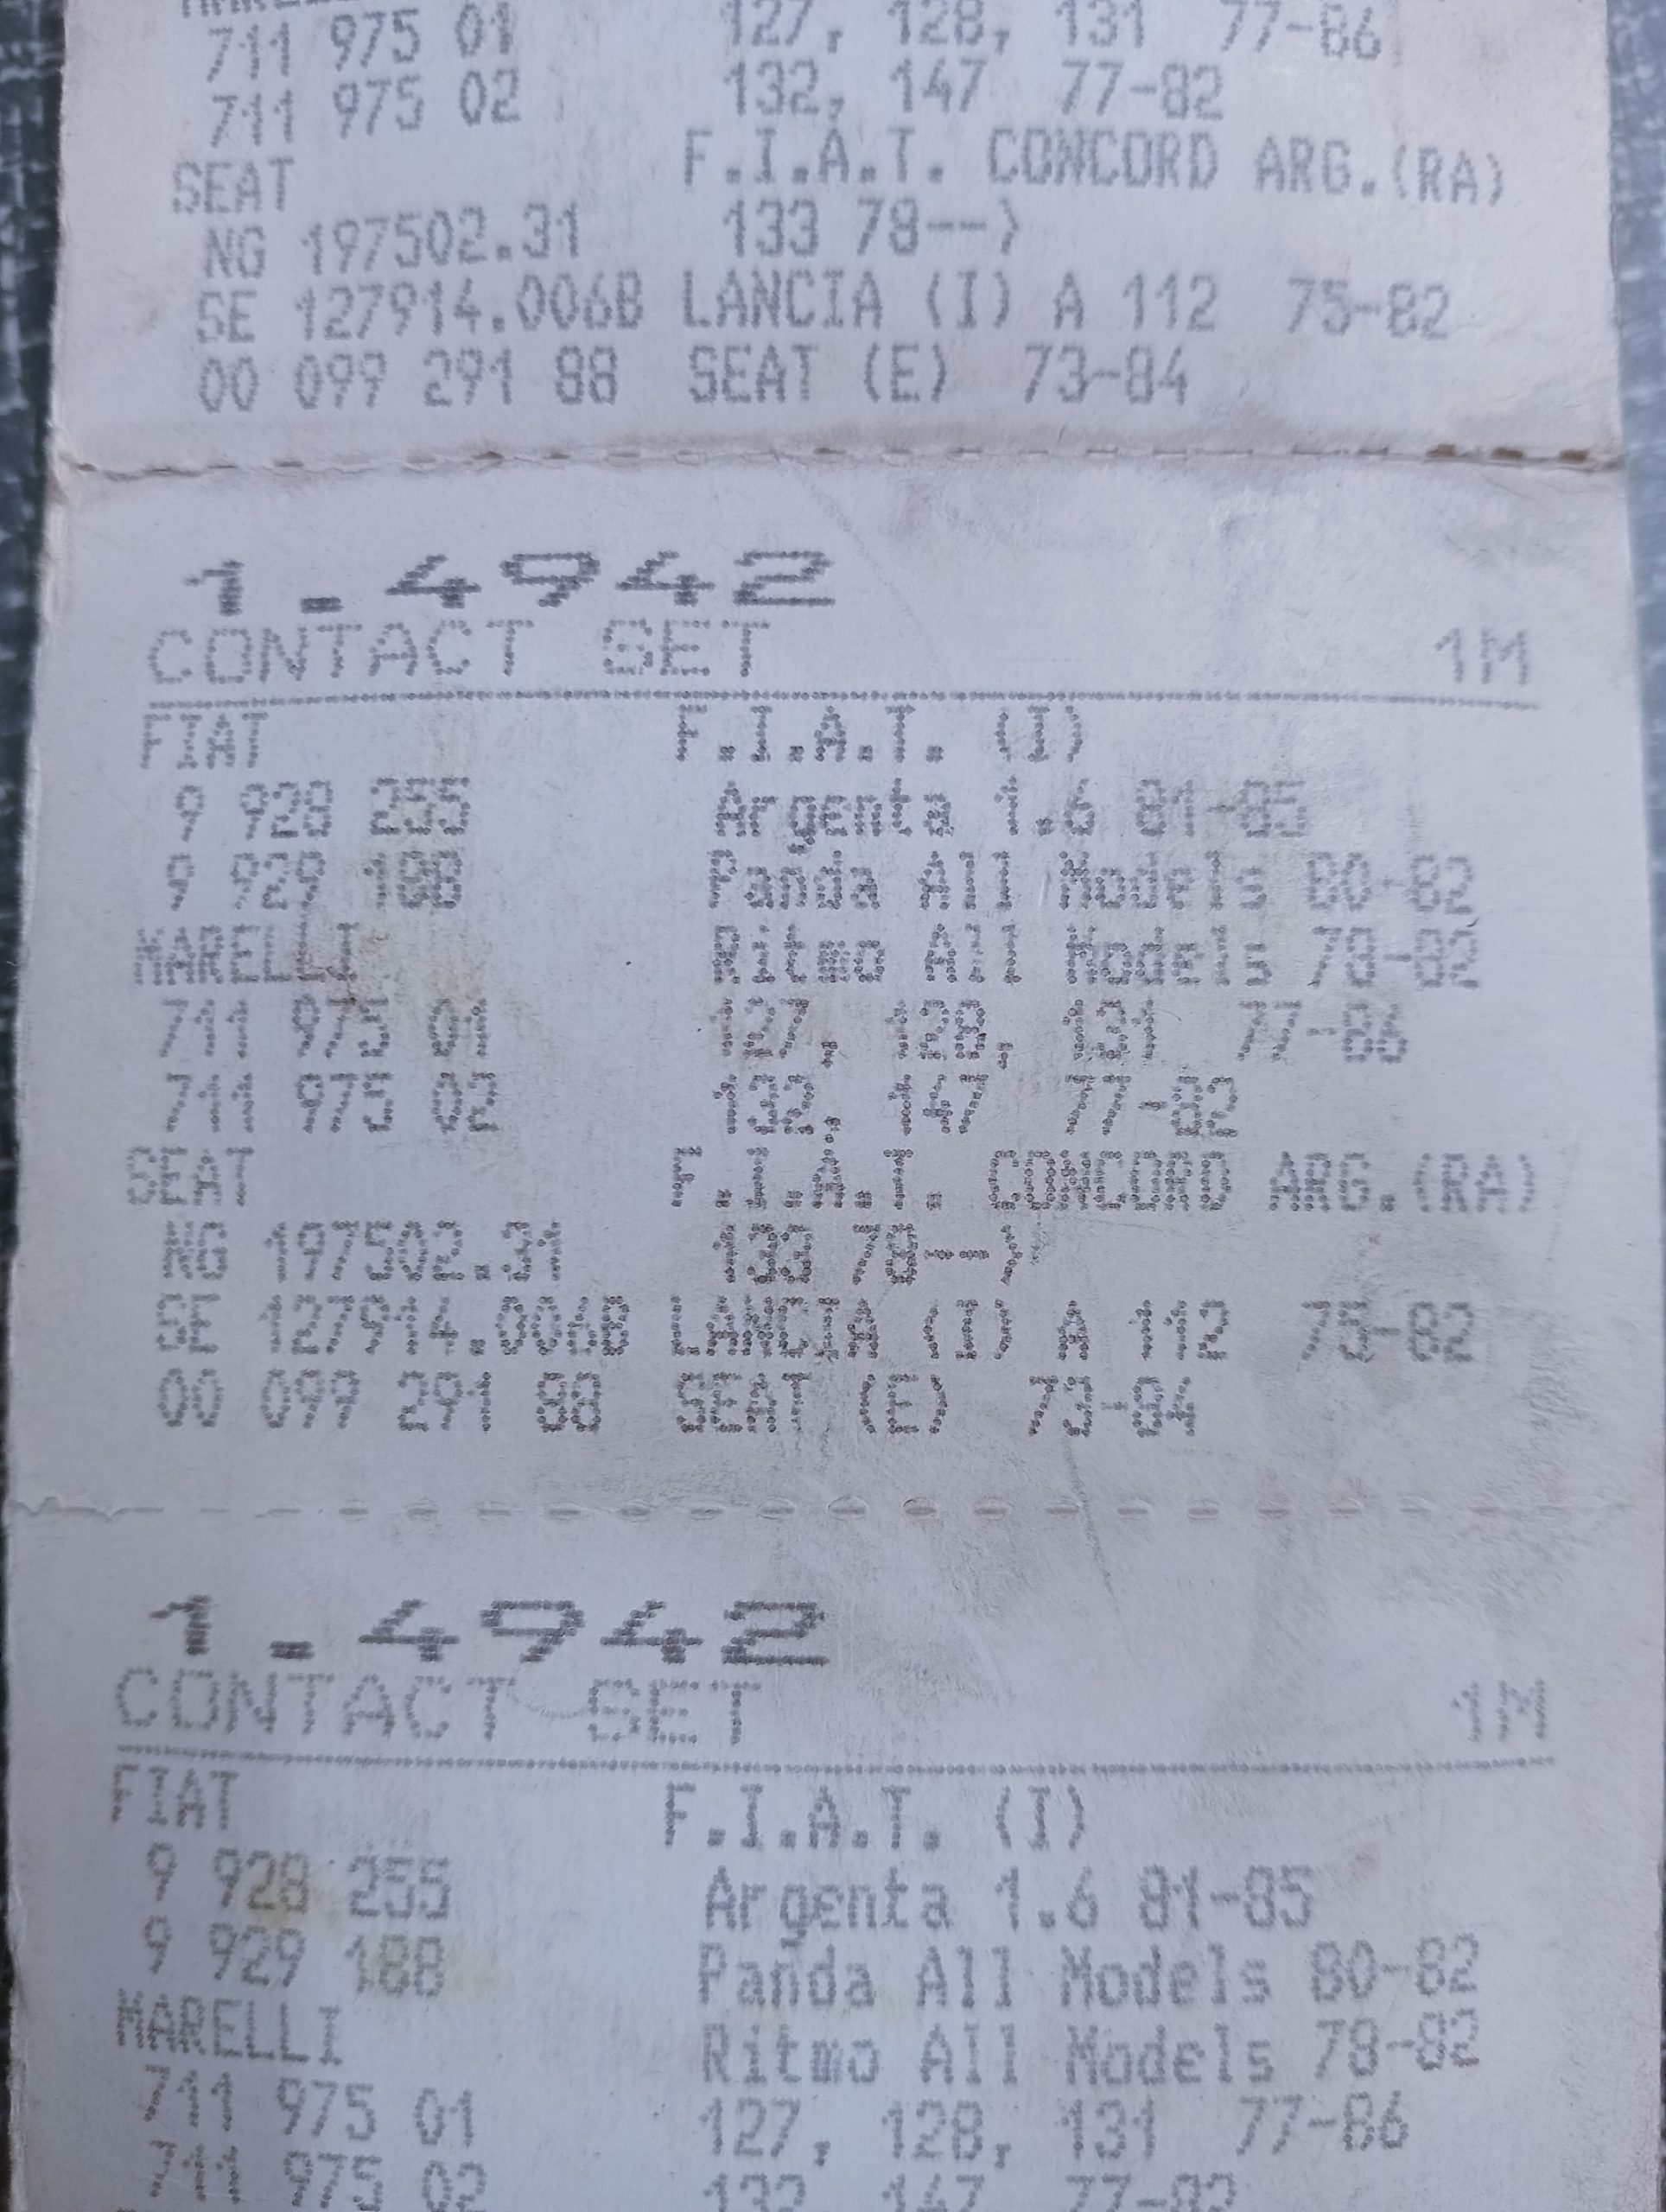 711 975 01 127, 128, 131 77-86
711 975 02 132, 147 77-82
SEAT F.I.A.T. CONCORD ARG.(RA)
NG 197502.31 133 78--)
SE 127914.006B LANCIA (I) A 112 75-82
00 099 291 88 SEAT (E) 73-84
1.4942
CONTACT SET 1M
FIAT F.I.A.T. (I)
9 928 255 Argenta 1.6 81-85
9 929 188 Panda All Models 80-82
MARELLI Ritmo All Models 78-82
711 975 01 127, 128, 131 77-86
711 975 02 132, 147 77-82
SEAT F.I.A.T. CONCORD ARG.(RA)
NG 197502.31 133 78--)
SE 127914.006B LANCIA (I) A 112 75-82
00 099 291 88 SEAT (E) 73-84
1.4942
CONTACT SET 1M
FIAT F.I.A.T. (I)
9 928 255 Argenta 1.6 81-85
9 929 188 Panda All Models 80-82
MARELLI Ritmo All Models 78-82
711 975 01 127, 128, 131 77-86
711 975 02 132, 147 77-82